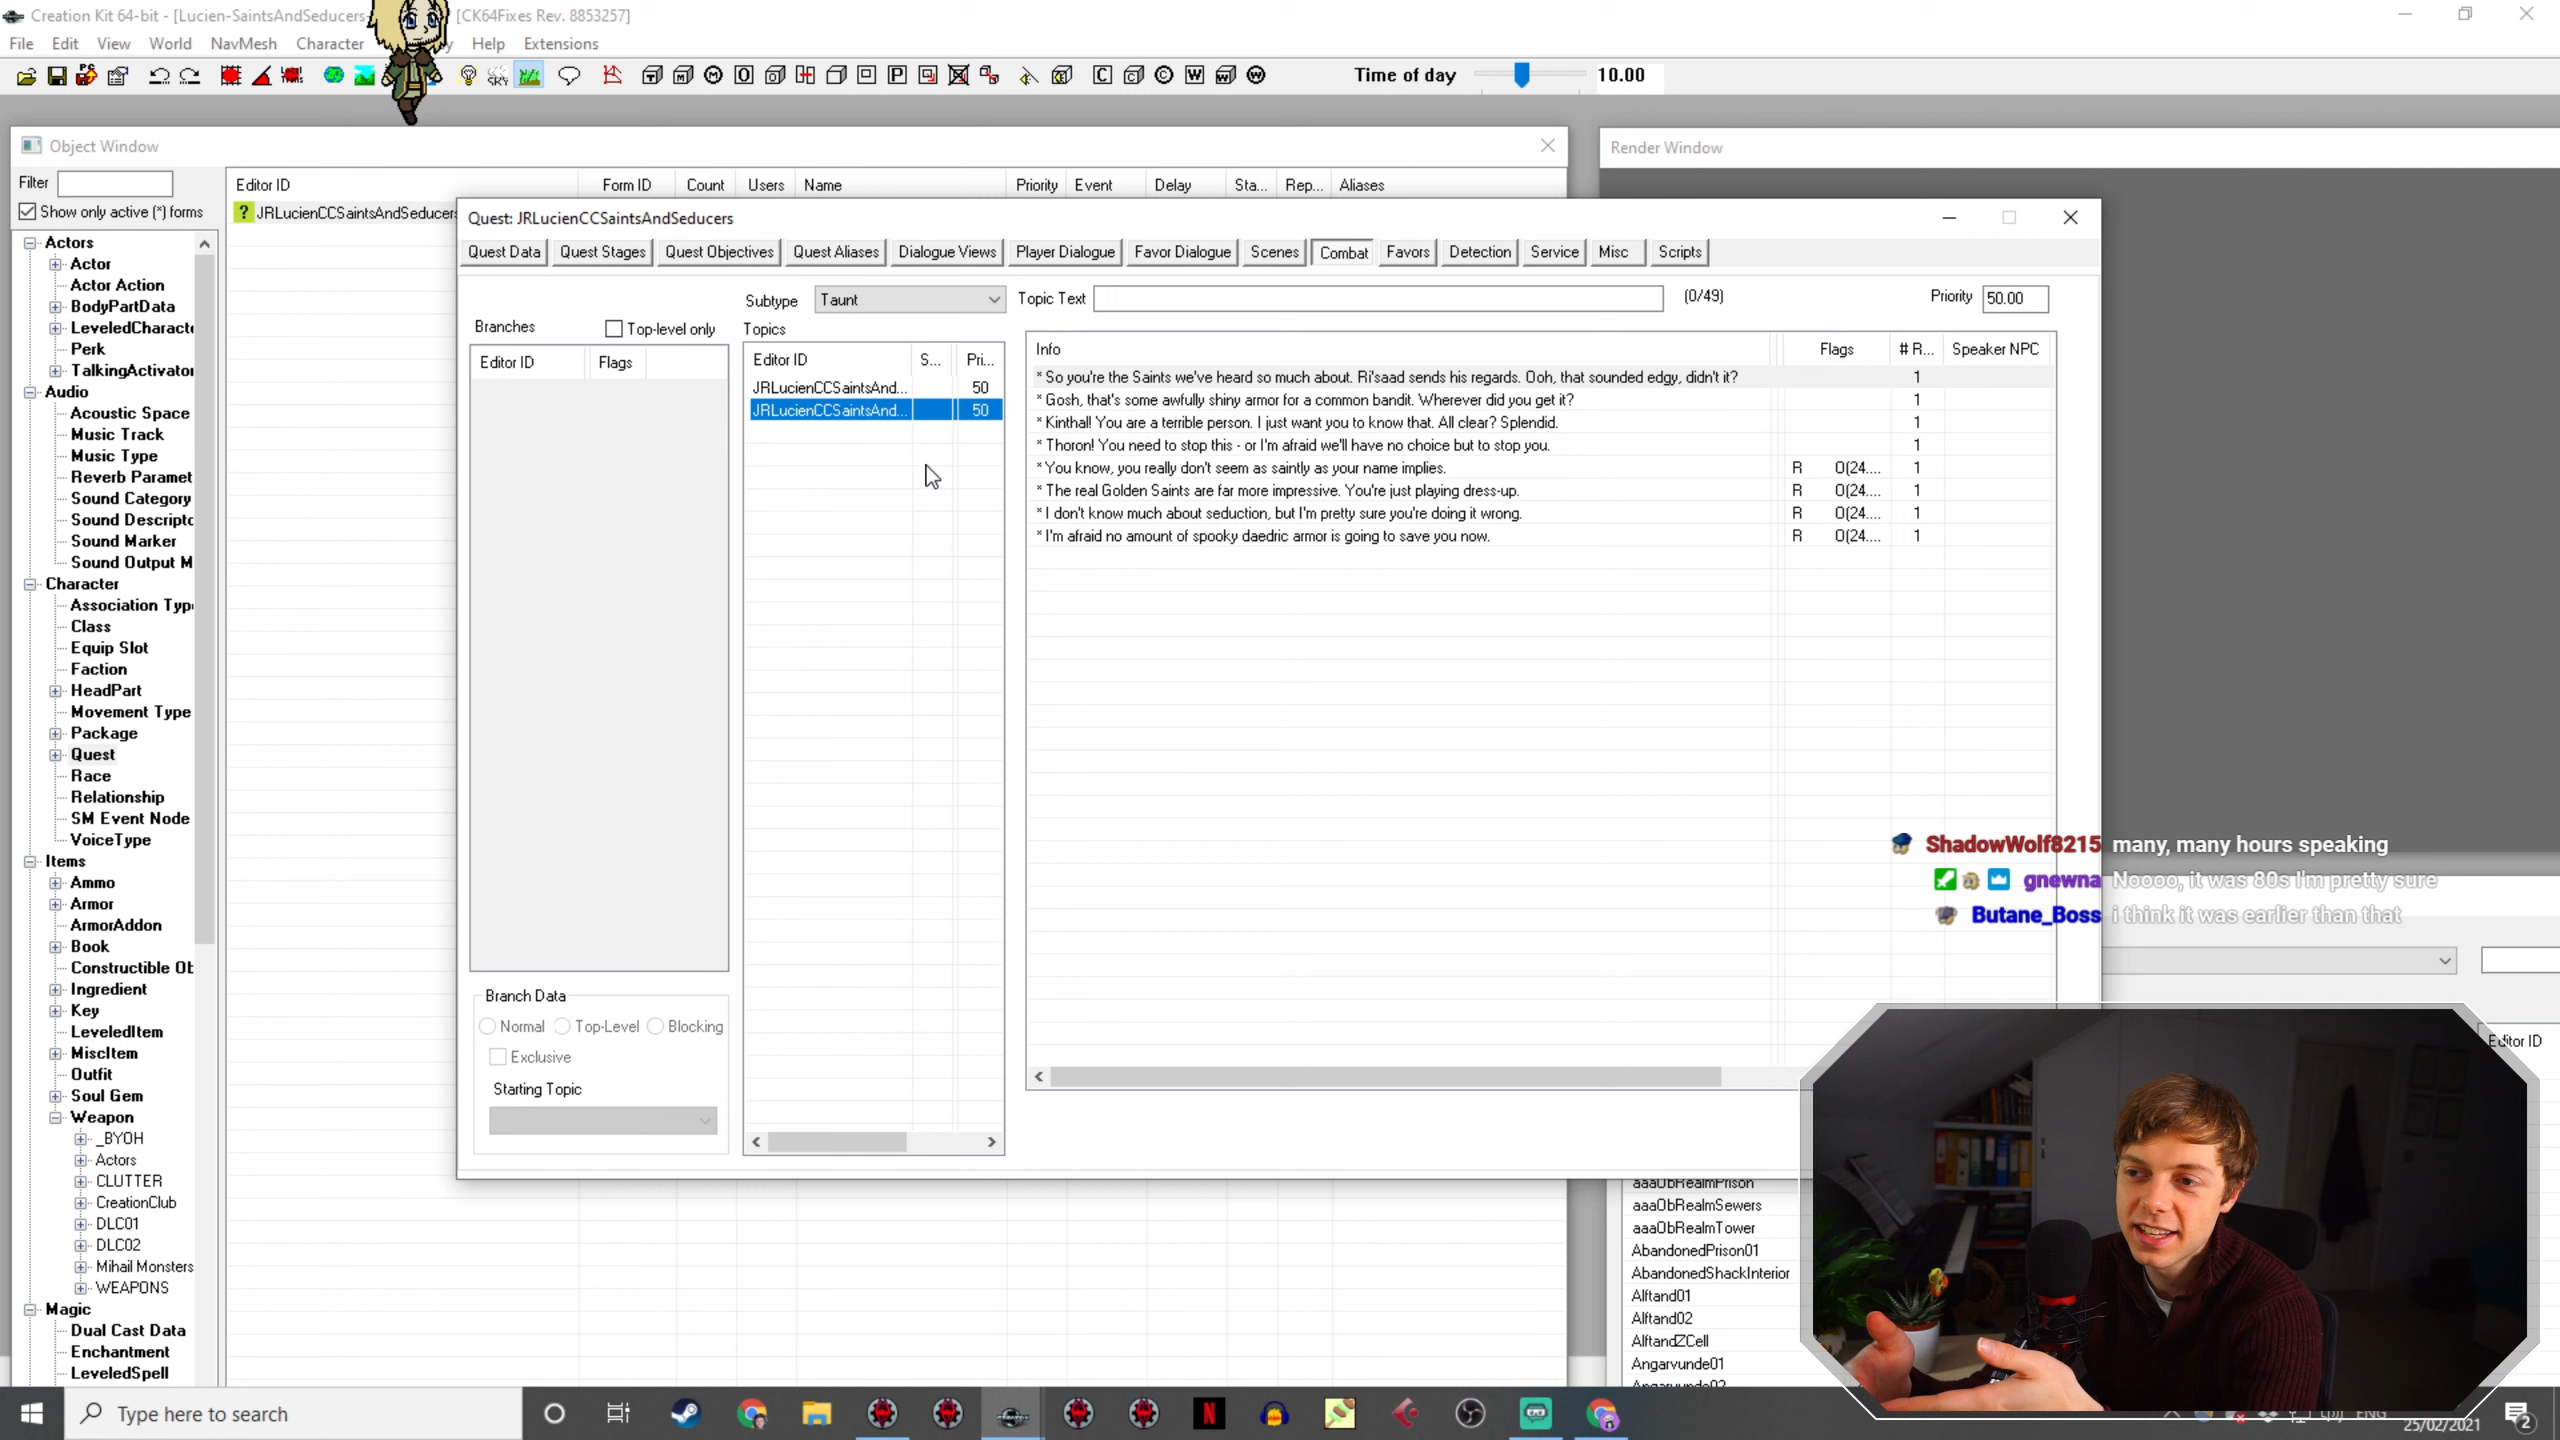 Creation Kit 64-bit - [Lucien-SaintsAndSeducers- [CK64Fixes Rev. 8853257]
File Edit View World NavMesh Character Help Extensions
Time of day 10.00
Object Window
Render Window
Filter
Show only active (*) forms
Editor ID Form ID Count Users Name Priority Event Delay Sta... Rep... Aliases
? JRLucienCCSaintsAndSeducers
Actors
Actor
Actor Action
BodyPartData
LeveledCharacte
Perk
TalkingActivator
Audio
Acoustic Space
Music Track
Music Type
Reverb Paramet
Sound Category
Sound Descripto
Sound Marker
Sound Output M
Character
Association Type
Class
Equip Slot
Faction
HeadPart
Movement Type
Package
Quest
Race
Relationship
SM Event Node
VoiceType
Items
Ammo
Armor
ArmorAddon
Book
Constructible Ob
Ingredient
Key
LeveledItem
MiscItem
Outfit
Soul Gem
Weapon
_BYOH
Actors
CLUTTER
CreationClub
DLC01
DLC02
Mihail Monsters
WEAPONS
Magic
Dual Cast Data
Enchantment
LeveledSpell
Quest: JRLucienCCSaintsAndSeducers
Quest Data Quest Stages Quest Objectives Quest Aliases Dialogue Views Player Dialogue Favor Dialogue Scenes Combat Favors Detection Service Misc Scripts
Subtype Taunt Topic Text (0/49) Priority 50.00
Branches Top-level only Topics
Editor ID Flags
Editor ID S... Pri...
JRLucienCCSaintsAnd... 50
JRLucienCCSaintsAnd... 50
Info Flags # R... Speaker NPC
* So you're the Saints we've heard so much about. Ri'saad sends his regards. Ooh, that sounded edgy, didn't it? 1
* Gosh, that's some awfully shiny armor for a common bandit. Wherever did you get it? 1
* Kinthal! You are a terrible person. I just want you to know that. All clear? Splendid. 1
* Thoron! You need to stop this - or I'm afraid we'll have no choice but to stop you. 1
* You know, you really don't seem as saintly as your name implies. R O(24.... 1
* The real Golden Saints are far more impressive. You're just playing dress-up. R O(24.... 1
* I don't know much about seduction, but I'm pretty sure you're doing it wrong. R O(24.... 1
* I'm afraid no amount of spooky daedric armor is going to save you now. R O(24.... 1
Branch Data
Normal Top-Level Blocking
Exclusive
Starting Topic
ShadowWolf8215 many, many hours speaking
gnewna Noooo, it was 80s I'm pretty sure
Butane_Boss i think it was earlier than that
Editor ID
aaaObRealmPrison
aaaObRealmSewers
aaaObRealmTower
AbandonedPrison01
AbandonedShackInterior
Alftand01
Alftand02
AlftandZCell
Angarvunde01
Angarvunde02
Type here to search
N
ENG
25/02/2021
2